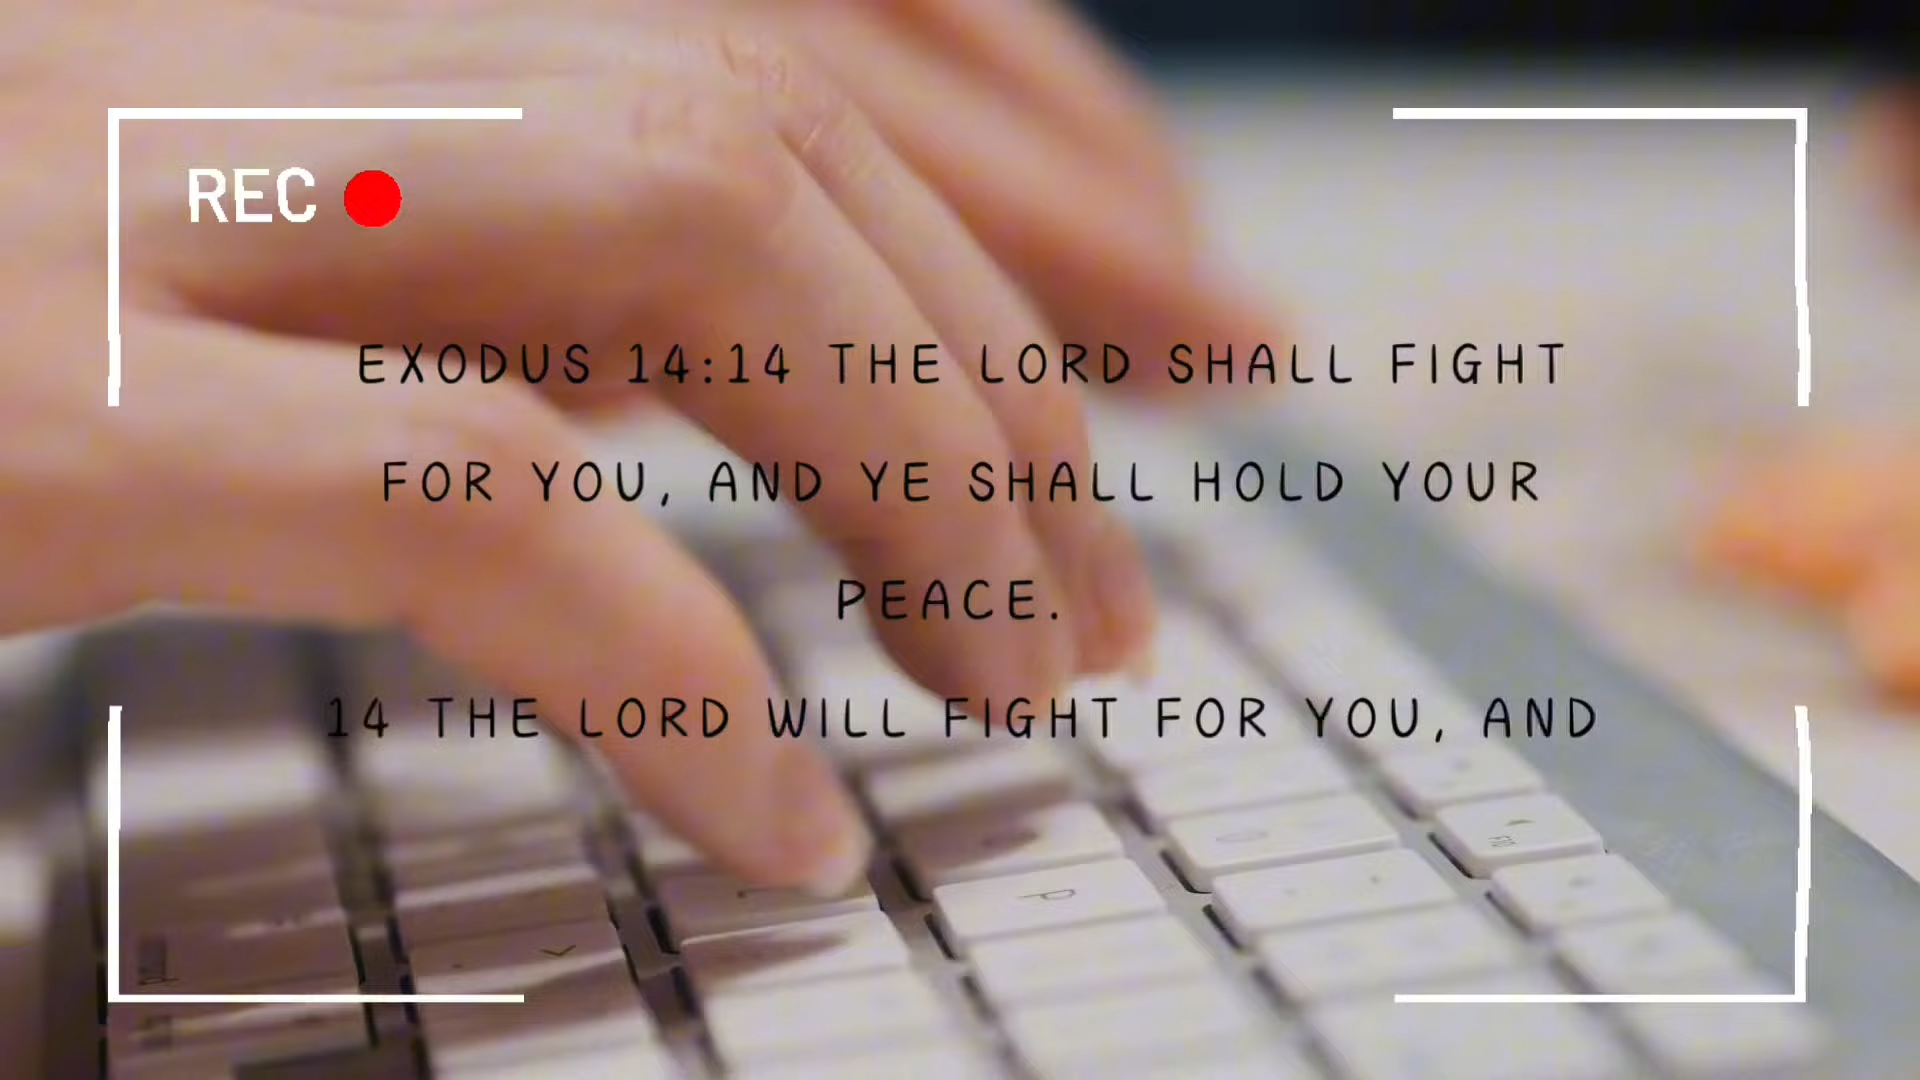 REC
EXODUS 14:14 THE LORD SHALL FIGHT
FOR YOU, AND YE SHALL HOLD YOUR
PEACE.
14 THE LORD WILL FIGHT FOR YOU, AND
P
F10